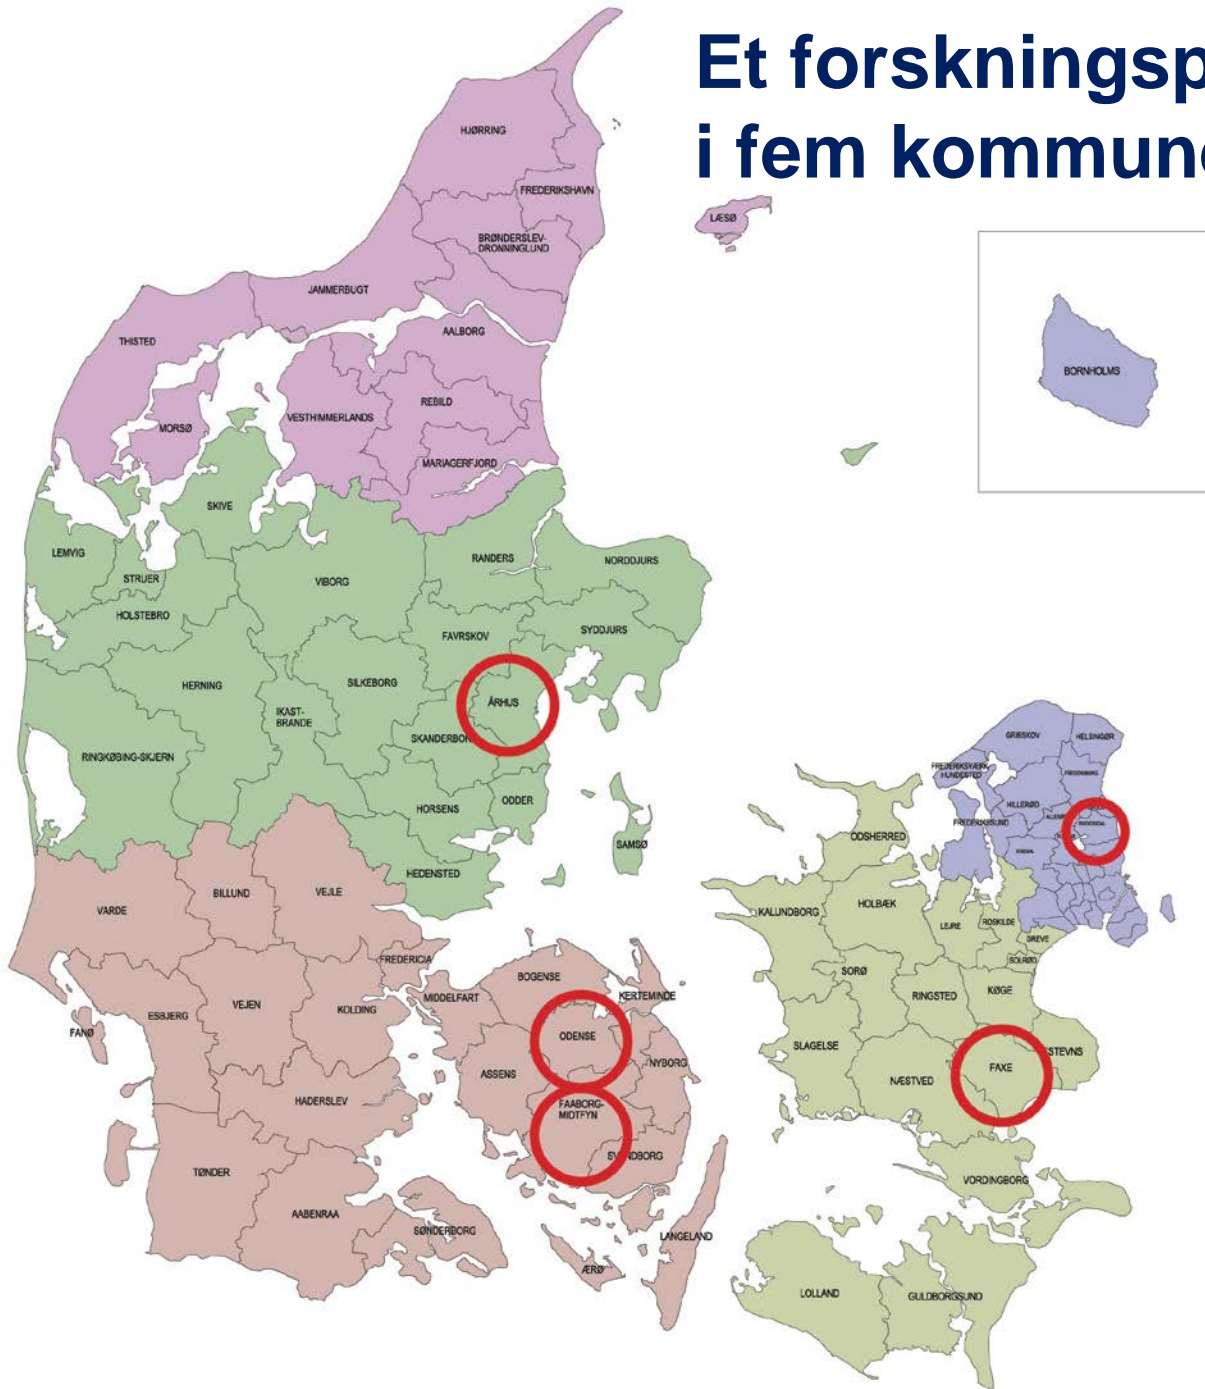 Et forskningsp
i fem kommune
HJØRRING
FREDERIKSHAVN
LÆSØ
BRØNDERSLEV-
DRONNINGLUND
JAMMERBUGT
THISTED
AALBORG
BORNHOLMS
REBILD
VESTHIMMERLANDS
MORSØ
MARIAGERFJORD
SKIVE
LEMVIG
RANDERS
NORDDJURS
STRUER
VIBORG
HOLSTEBRO
FAVRSKOV
SYDDJURS
HERNING
SILKEBORG
ÅRHUS
IKAST-
BRANDE
SKANDERBOR
RINGKØBING-SKJERN
GRIBSKOV
HELSINGØR
FREDERIKSVÆRK
HUNDESTED
FREDENSBORG
HORSENS
ODDER
HILLERØD
FREDERIKSSUND
ODSHERRED
SAMSØ
HEDENSTED
BILLUND
VEJLE
VARDE
KALUNDBORG
HOLBÆK
LEJRE
ROSKILDE
GREVE
SOLRØD
FREDERICIA
BOGENSE
SORØ
RINGSTED
KØGE
MIDDELFART
KERTEMINDE
VEJEN
KOLDING
ESBJERG
FANØ
ODENSE
SLAGELSE
STEVNS
NYBORG
FAXE
ASSENS
NÆSTVED
HADERSLEV
FAABORG-
MIDTFYN
SVENDBORG
TØNDER
VORDINGBORG
AABENRAA
SØNDERBORG
LANGELAND
ÆRØ
LOLLAND
GULDBORGSUND